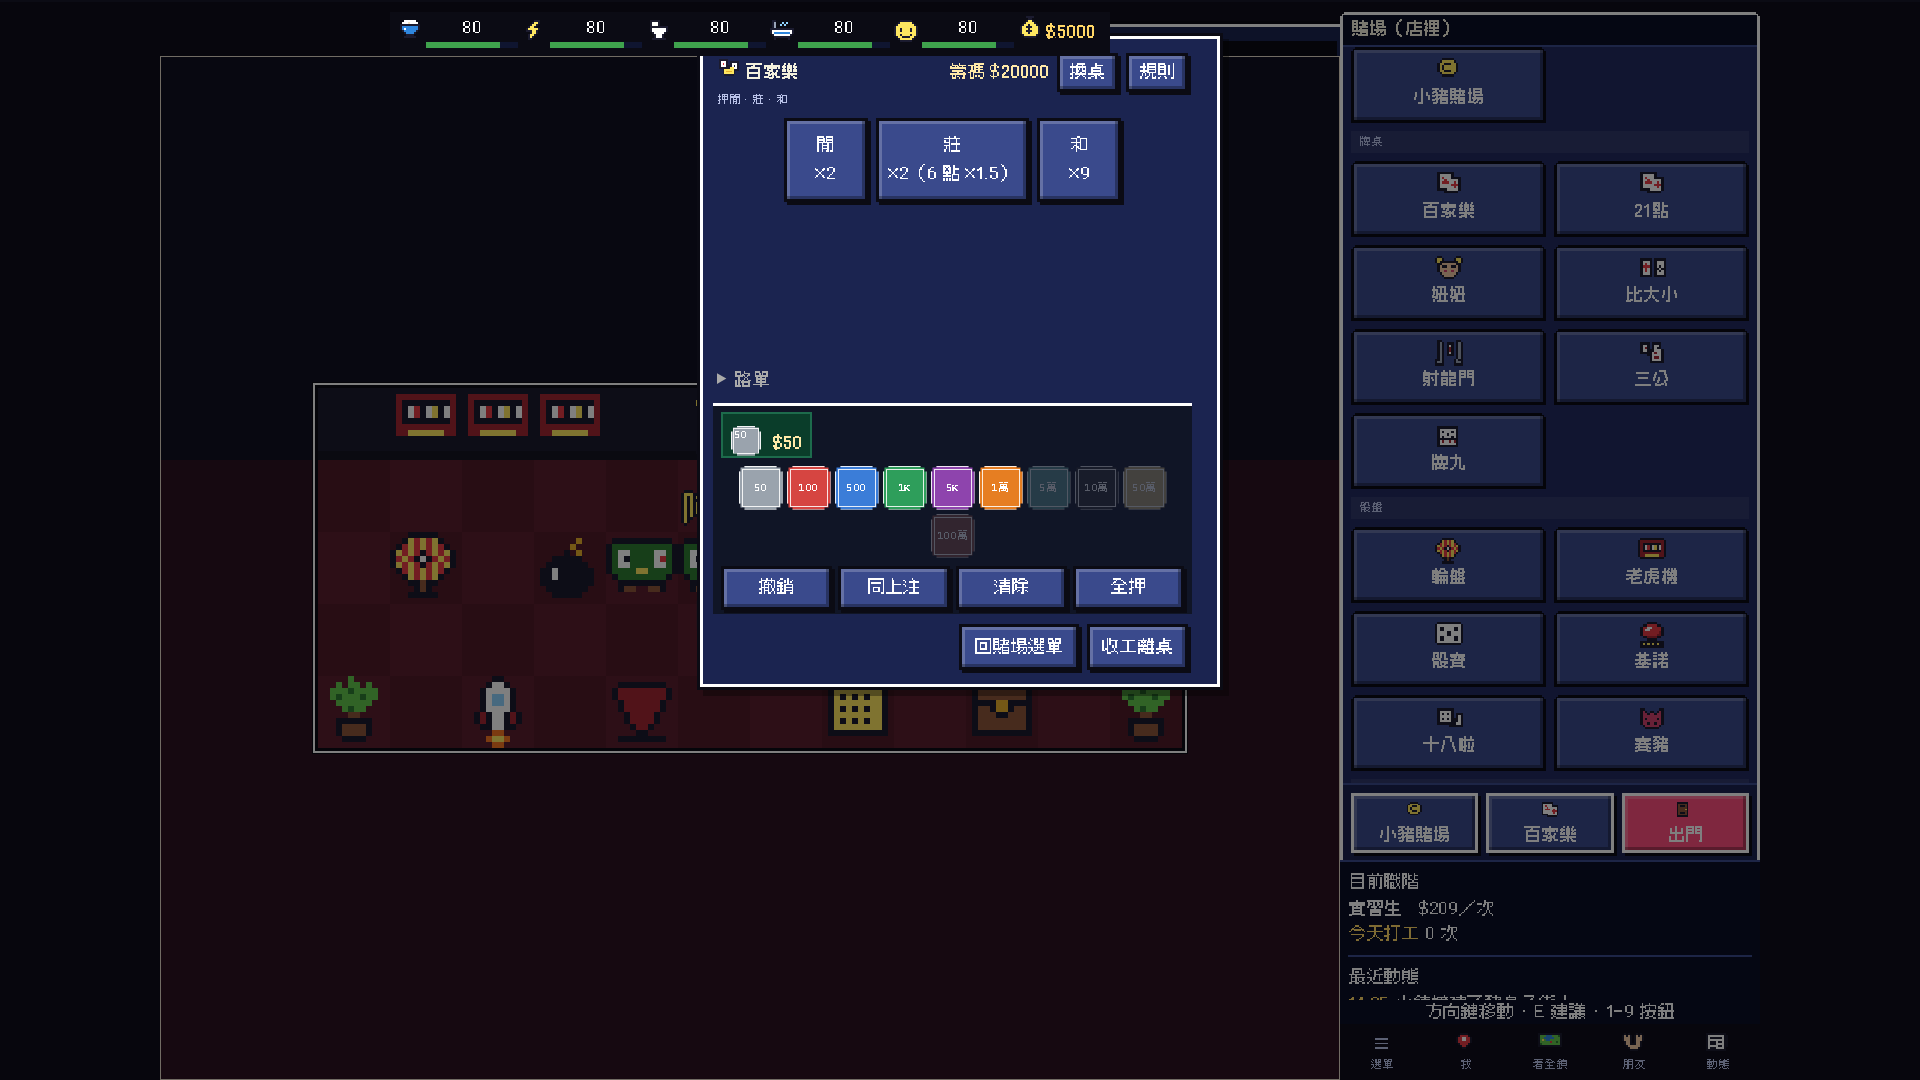 80 80 80 80 80 $5000
百家樂 籌碼 $20000 換桌 規則
押閒 · 莊 · 和
閒 莊 和
×2 ×2（6 點 ×1.5） ×9
▶ 路單
50 $50
50 100 500 1K 5K 1萬 5萬 10萬 50萬
100萬
撤銷 同上注 清除 全押
回賭場選單 收工離桌
賭場（店裡）
小豬賭場
牌桌
百家樂 21點
妞妞 比大小
射龍門 三公
牌九
骰盤
輪盤 老虎機
骰寶 基諾
十八啦 賽豬
小豬賭場 百家樂 出門
目前職階
實習生 $209／次
今天打工 0 次
最近動態
方向鍵移動 · E 建議 · 1-9 按鈕
選單 我 看全鎮 朋友 動態